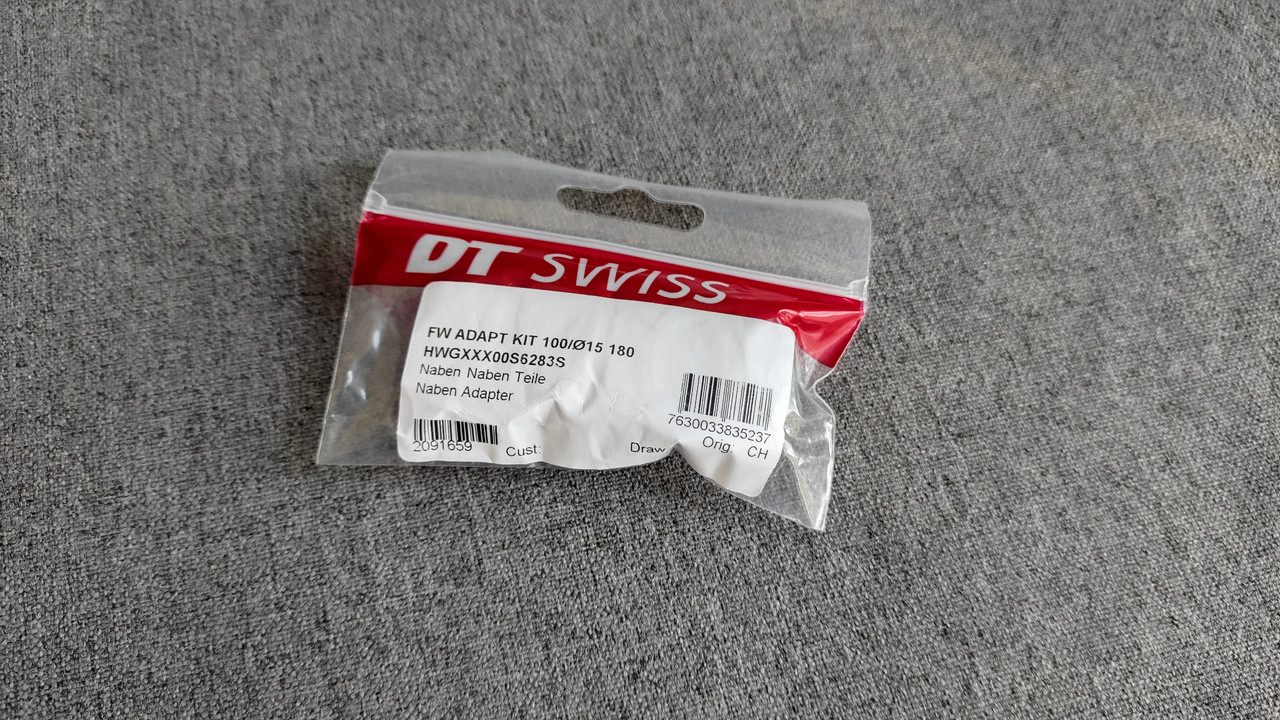 DT SWISS
FW ADAPT KIT 100/Ø15 180
HWGXXX00S6283S
Naben Naben Teile
Naben Adapter
7630033835237
2091659 Cust: Draw Orig: CH